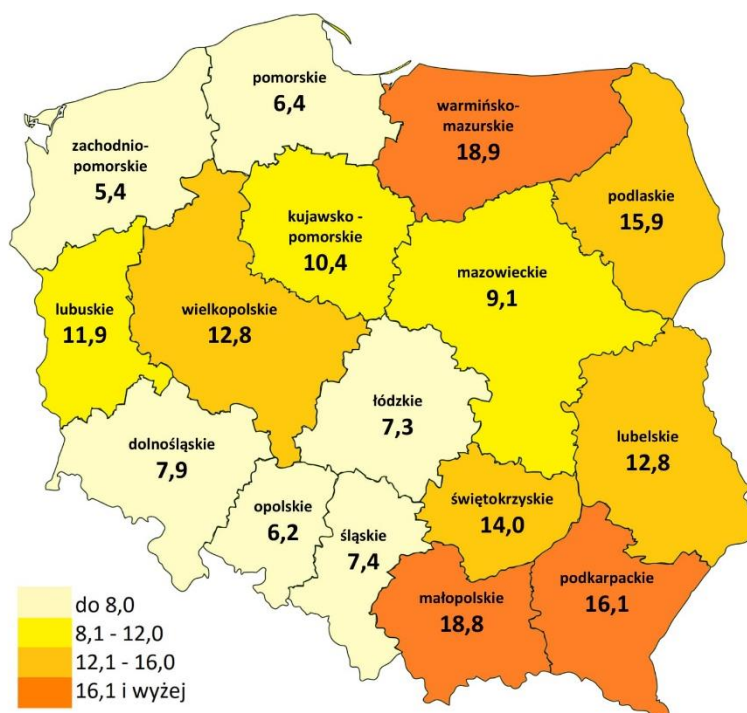 pomorskie
6,4
warmińsko-
mazurskie
18,9
zachodnio-
pomorskie
5,4
podlaskie
15,9
kujawsko -
pomorskie
10,4
mazowieckie
9,1
lubuskie
11,9
wielkopolskie
12,8
łódzkie
7,3
lubelskie
12,8
dolnośląskie
7,9
świętokrzyskie
14,0
opolskie
6,2
śląskie
7,4
podkarpackie
16,1
małopolskie
18,8
do 8,0
8,1 - 12,0
12,1 - 16,0
16,1 i wyżej